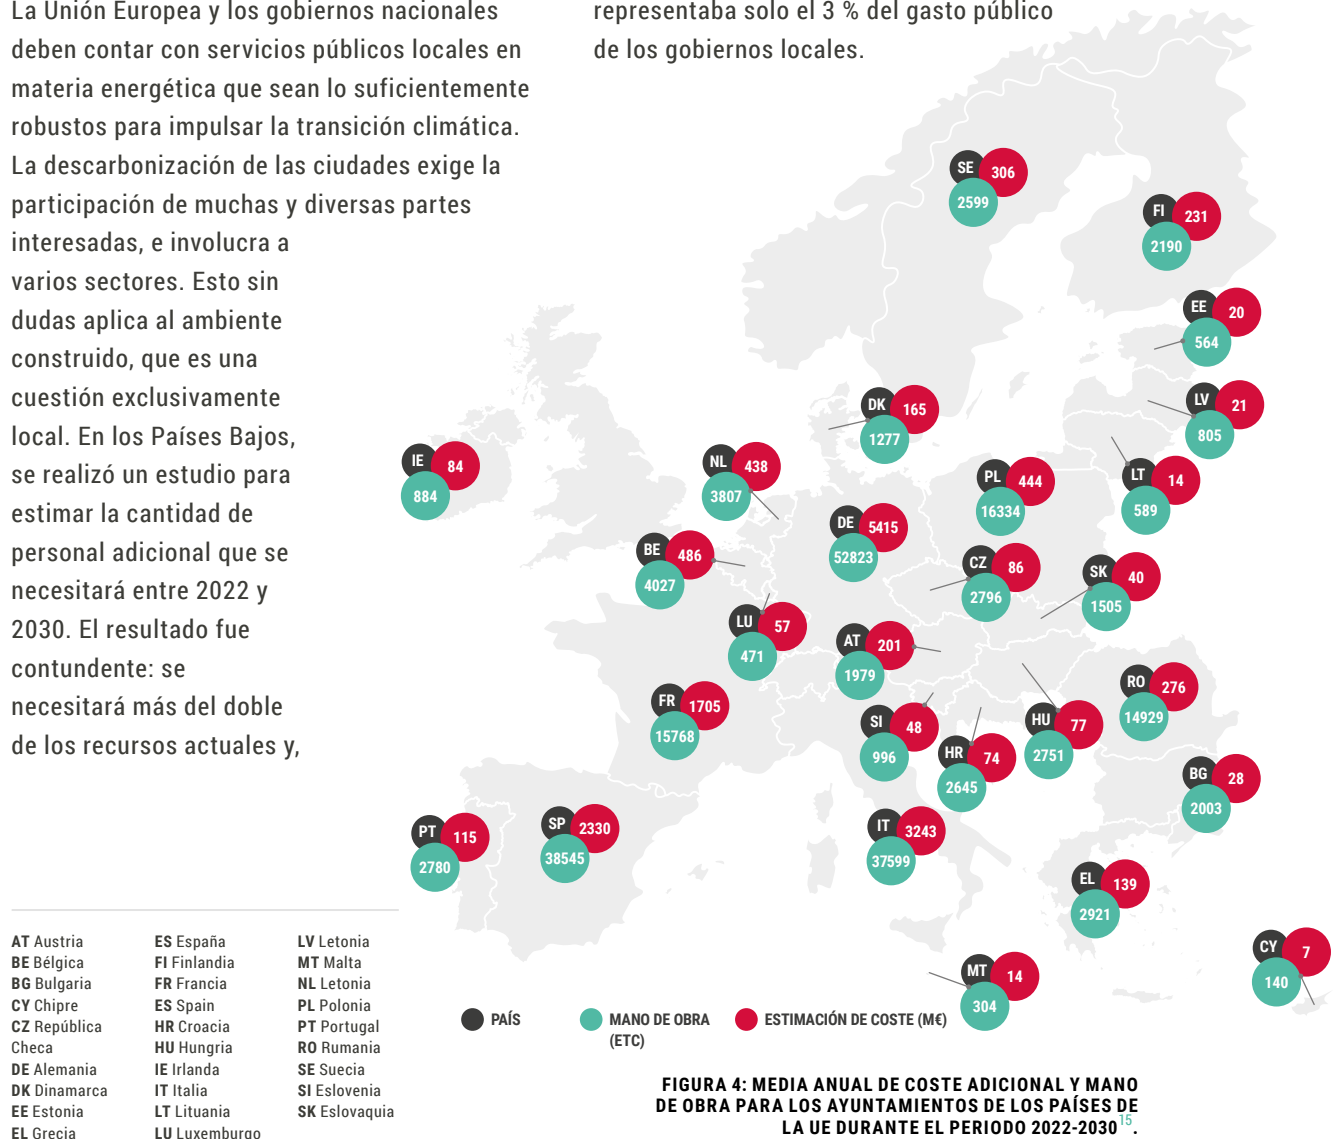 La Unión Europea y los gobiernos nacionales
deben contar con servicios públicos locales en
materia energética que sean lo suficientemente
robustos para impulsar la transición climática.
La descarbonización de las ciudades exige la
participación de muchas y diversas partes
interesadas, e involucra a
varios sectores. Esto sin
dudas aplica al ambiente
construido, que es una
cuestión exclusivamente
local. En los Países Bajos,
se realizó un estudio para
estimar la cantidad de
personal adicional que se
necesitará entre 2022 y
2030. El resultado fue
contundente: se
necesitará más del doble
de los recursos actuales y,
representaba solo el 3 % del gasto público
de los gobiernos locales.
SE 306
2599
FI 231
2190
EE 20
564
LV 21
805
DK 165
1277
IE 84
884
NL 438
3807
PL 444
16334
LT 14
589
DE 5415
52823
BE 486
4027
CZ 86
2796
SK 40
1505
LU 57
471
AT 201
1979
RO 276
14929
FR 1705
15768
SI 48
996
HU 77
2751
HR 74
2645
BG 28
2003
PT 115
2780
SP 2330
38545
IT 3243
37599
EL 139
2921
CY 7
140
MT 14
304
PAÍS
MANO DE OBRA
(ETC)
ESTIMACIÓN DE COSTE (M€)
AT Austria
BE Bélgica
BG Bulgaria
CY Chipre
CZ República
Checa
DE Alemania
DK Dinamarca
EE Estonia
EL Grecia
ES España
FI Finlandia
FR Francia
ES Spain
HR Croacia
HU Hungria
IE Irlanda
IT Italia
LT Lituania
LU Luxemburgo
LV Letonia
MT Malta
NL Letonia
PL Polonia
PT Portugal
RO Rumania
SE Suecia
SI Eslovenia
SK Eslovaquia
FIGURA 4: MEDIA ANUAL DE COSTE ADICIONAL Y MANO
DE OBRA PARA LOS AYUNTAMIENTOS DE LOS PAÍSES DE
LA UE DURANTE EL PERIODO 2022-2030 15.